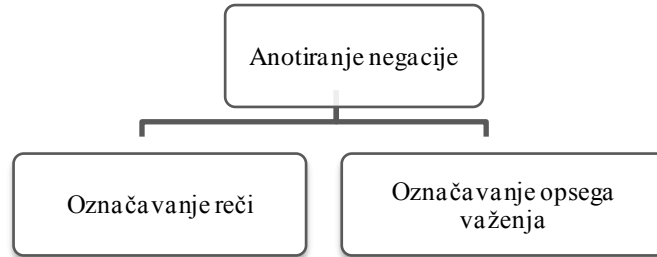 Anotiranje negacije
Označavanje reči
Označavanje opsega
važenja